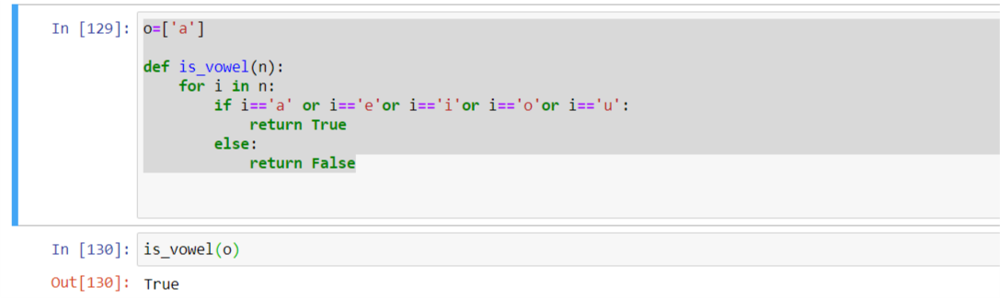 In [129]: o=['a']
def is_vowel(n):
    for i in n:
        if i=='a' or i=='e'or i=='i'or i=='o'or i=='u':
            return True
        else:
            return False
In [130]: is_vowel(o)
Out[130]: True